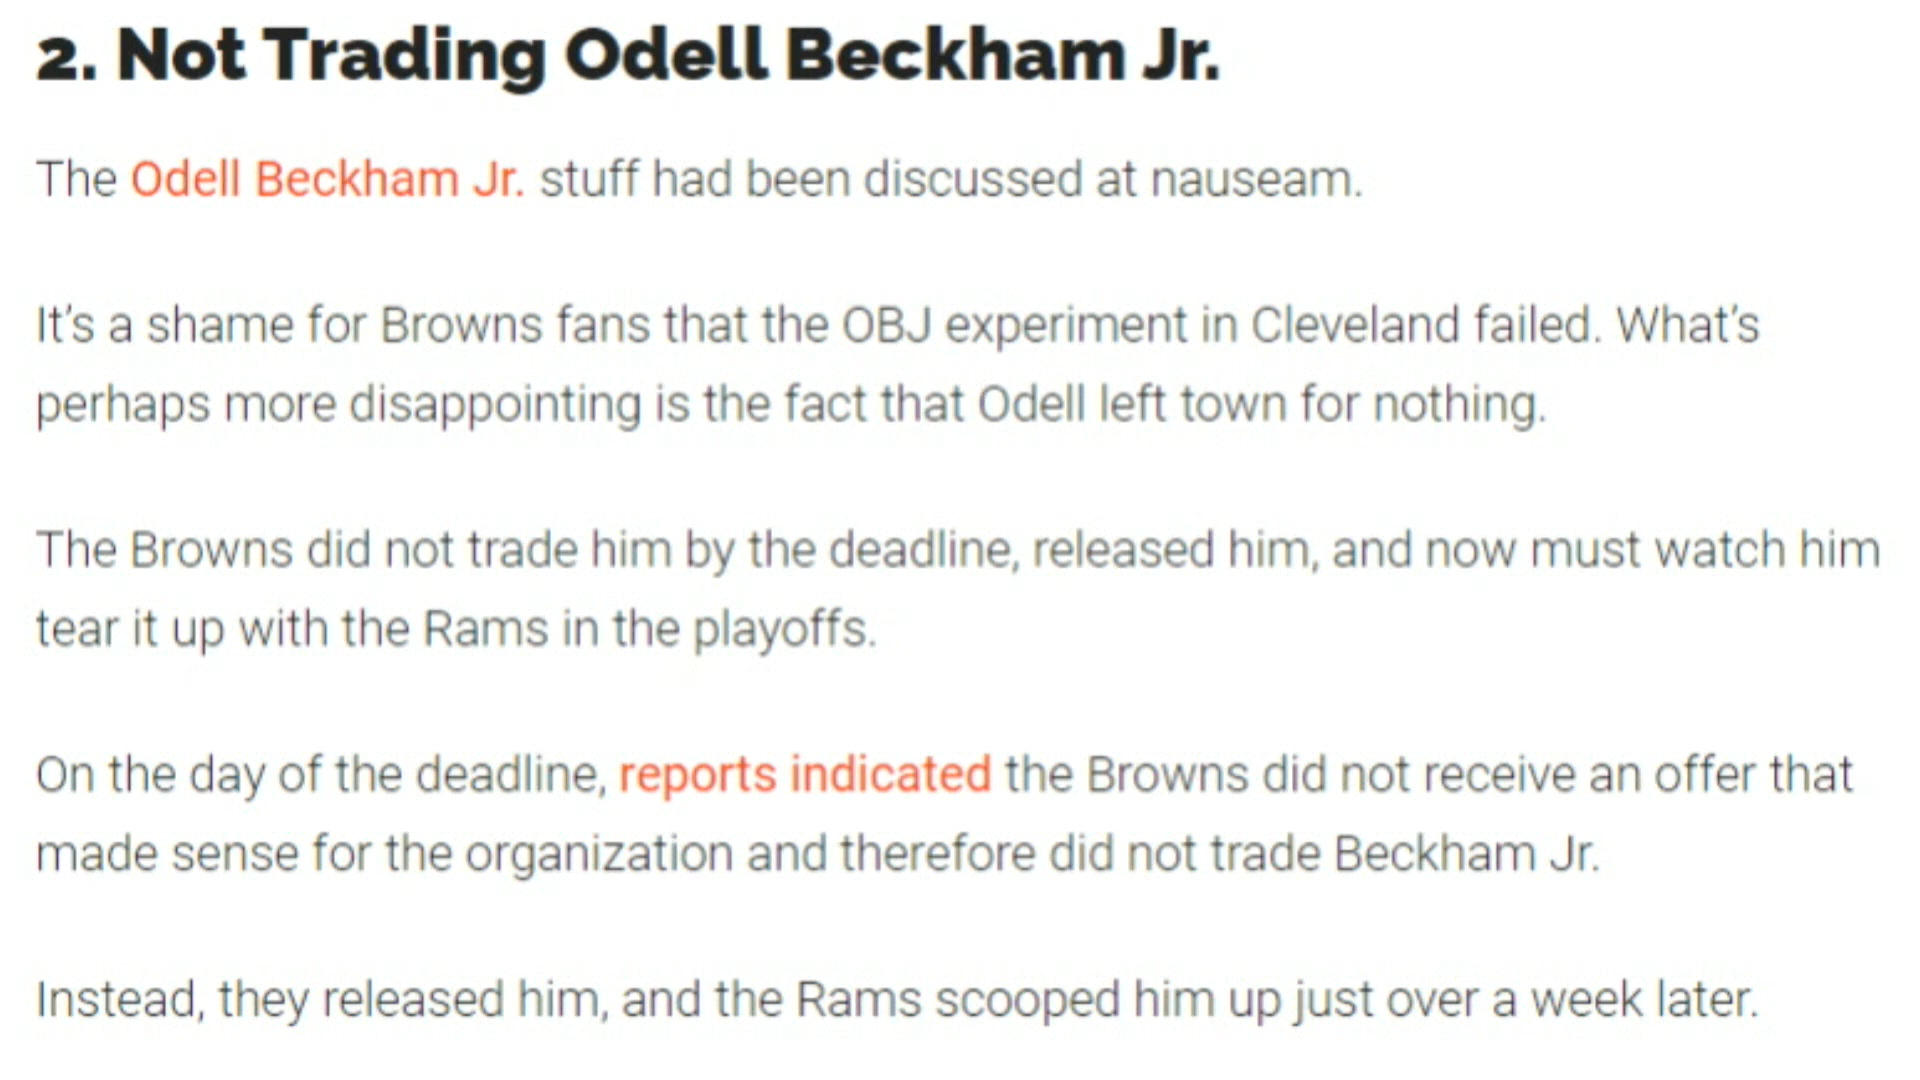 2. Not Trading Odell Beckham Jr.
The Odell Beckham Jr. stuff had been discussed at nauseam.
It's a shame for Browns fans that the OBJ experiment in Cleveland failed. What's
perhaps more disappointing is the fact that Odell left town for nothing.
The Browns did not trade him by the deadline, released him, and now must watch him
tear it up with the Rams in the playoffs.
On the day of the deadline, reports indicated the Browns did not receive an offer that
made sense for the organization and therefore did not trade Beckham Jr.
Instead, they released him, and the Rams scooped him up just over a week later.